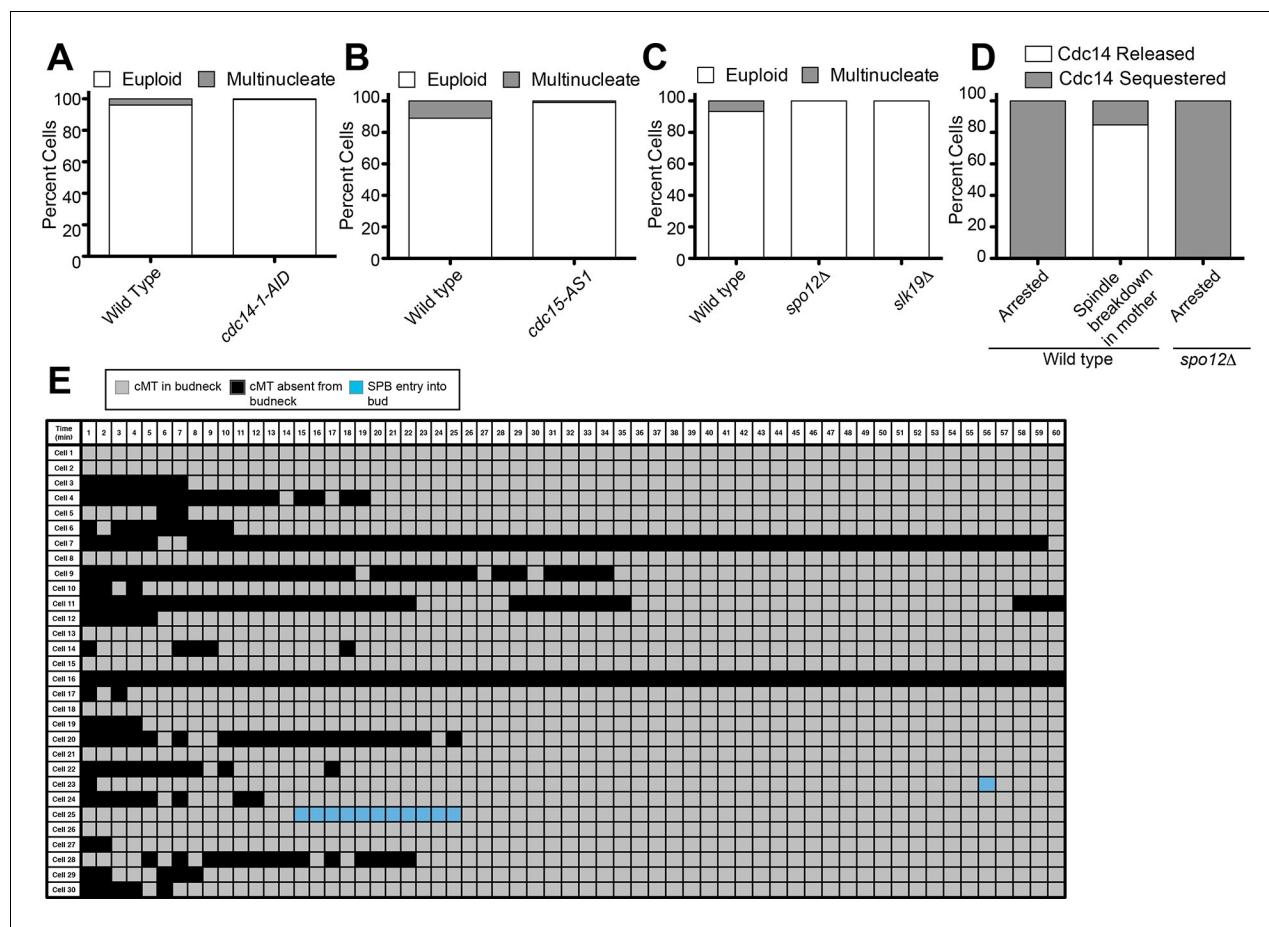 A
Euploid Multinucleate
Percent Cells
100
80
60
40
20
0
Wild Type
cdc14-1-AID
B
Euploid Multinucleate
Percent Cells
100
80
60
40
20
0
Wild type
cdc15-AS1
C
Euploid Multinucleate
Percent Cells
100
80
60
40
20
0
Wild type
spo12Δ
slk19Δ
D
Cdc14 Released
Cdc14 Sequestered
Percent Cells
100
80
60
40
20
0
Arrested
Spindle
breakdown
in mother
Arrested
Wild type
spo12Δ
E
cMT in budneck
cMT absent from
budneck
SPB entry into
bud
Time
(min)
1 2 3 4 5 6 7 8 9 10 11 12 13 14 15 16 17 18 19 20 21 22 23 24 25 26 27 28 29 30 31 32 33 34 35 36 37 38 39 40 41 42 43 44 45 46 47 48 49 50 51 52 53 54 55 56 57 58 59 60
Cell 1
Cell 2
Cell 3
Cell 4
Cell 5
Cell 6
Cell 7
Cell 8
Cell 9
Cell 10
Cell 11
Cell 12
Cell 13
Cell 14
Cell 15
Cell 16
Cell 17
Cell 18
Cell 19
Cell 20
Cell 21
Cell 22
Cell 23
Cell 24
Cell 25
Cell 26
Cell 27
Cell 28
Cell 29
Cell 30